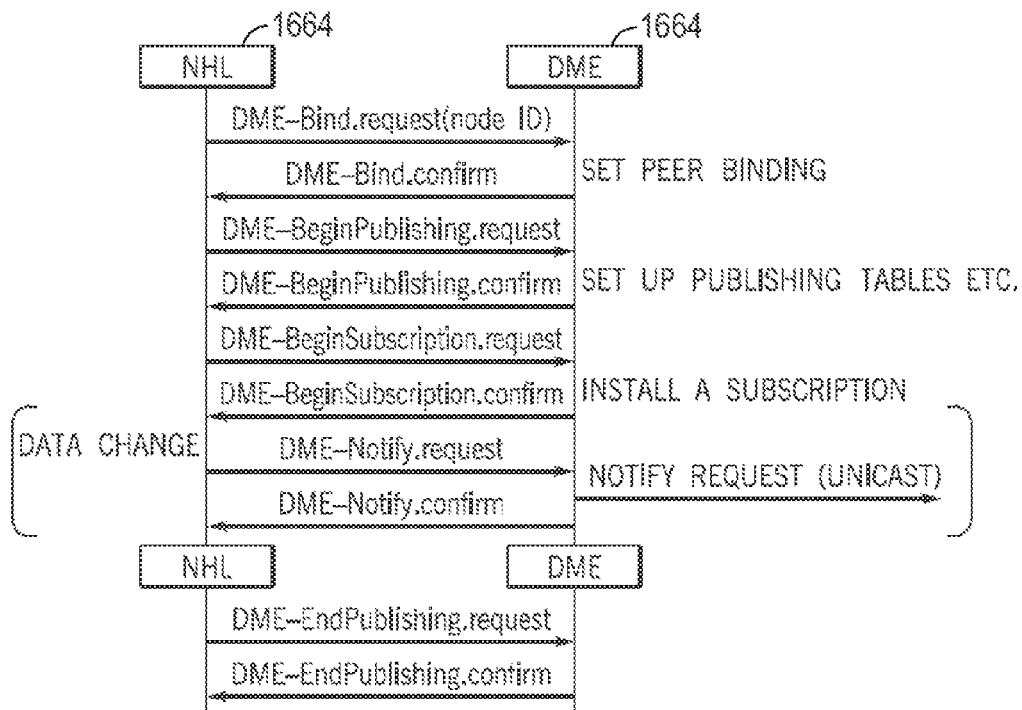 1664 1664
NHL DME
DME-Bind.request(node ID)
DME-Bind.confirm SET PEER BINDING
DME-BeginPublishing.request
DME-BeginPublishing.confirm SET UP PUBLISHING TABLES ETC.
DME-BeginSubscription.request
DME-BeginSubscription.confirm INSTALL A SUBSCRIPTION
DATA CHANGE DME-Notify.request
NOTIFY REQUEST (UNICAST)
DME-Notify.confirm
NHL DME
DME-EndPublishing.request
DME-EndPublishing.confirm